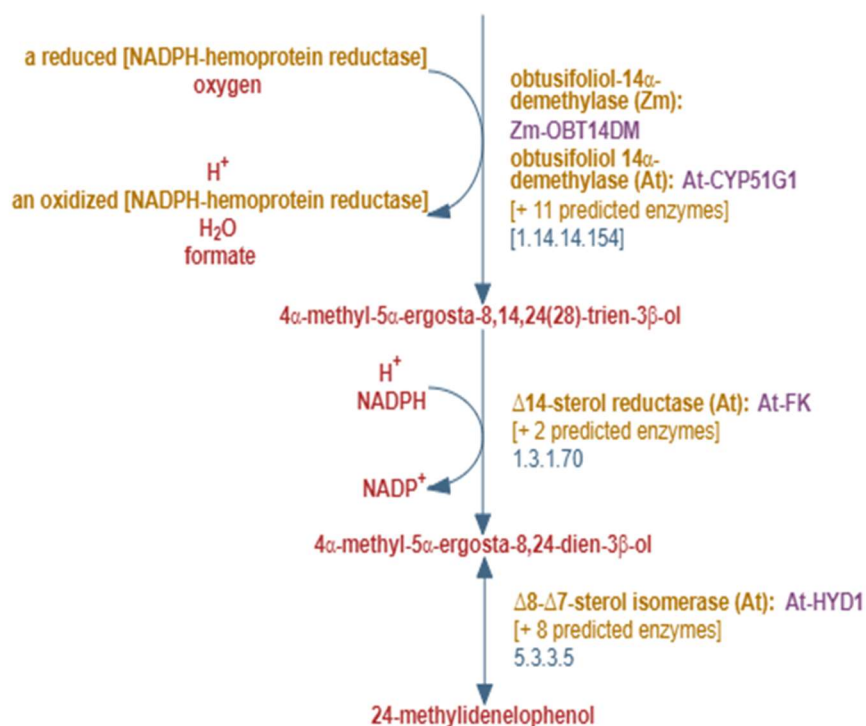 a reduced [NADPH-hemoprotein reductase]
oxygen
H⁺
an oxidized [NADPH-hemoprotein reductase]
H₂O
formate
obtusifoliol-14α-
demethylase (Zm):
Zm-OBT14DM
obtusifoliol 14α-
demethylase (At): At-CYP51G1
[+ 11 predicted enzymes]
[1.14.14.154]
4α-methyl-5α-ergosta-8,14,24(28)-trien-3β-ol
H⁺
NADPH
NADP⁺
Δ14-sterol reductase (At): At-FK
[+ 2 predicted enzymes]
1.3.1.70
4α-methyl-5α-ergosta-8,24-dien-3β-ol
Δ8-Δ7-sterol isomerase (At): At-HYD1
[+ 8 predicted enzymes]
5.3.3.5
24-methylidenelophenol